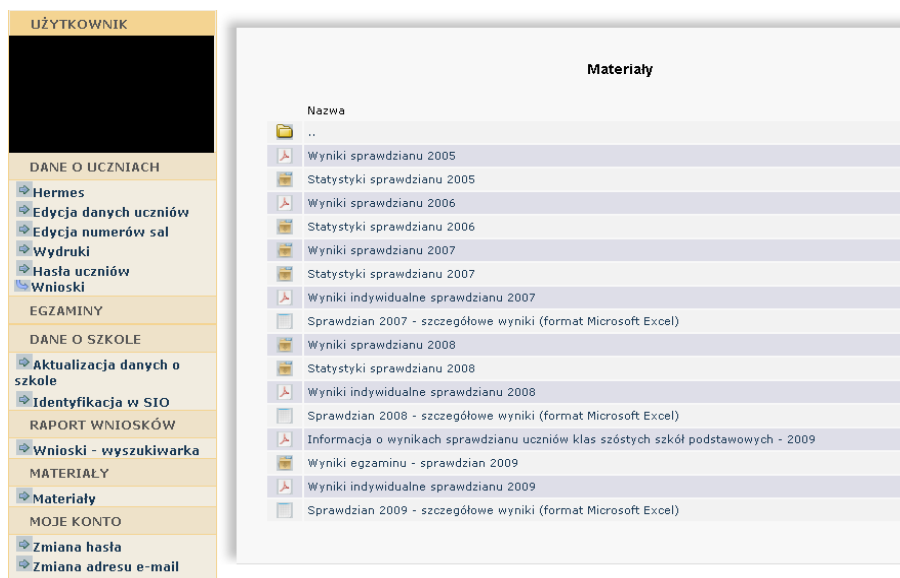 UŻYTKOWNIK
DANE O UCZNIACH
Hermes
Edycja danych uczniów
Edycja numerów sal
Wydruki
Hasła uczniów
Wnioski
EGZAMINY
DANE O SZKOLE
Aktualizacja danych o
szkole
Identyfikacja w SIO
RAPORT WNIOSKÓW
Wnioski - wyszukiwarka
MATERIAŁY
Materiały
MOJE KONTO
Zmiana hasła
Zmiana adresu e-mail
Materiały
Nazwa
..
Wyniki sprawdzianu 2005
Statystyki sprawdzianu 2005
Wyniki sprawdzianu 2006
Statystyki sprawdzianu 2006
Wyniki sprawdzianu 2007
Statystyki sprawdzianu 2007
Wyniki indywidualne sprawdzianu 2007
Sprawdzian 2007 - szczegółowe wyniki (format Microsoft Excel)
Wyniki sprawdzianu 2008
Statystyki sprawdzianu 2008
Wyniki indywidualne sprawdzianu 2008
Sprawdzian 2008 - szczegółowe wyniki (format Microsoft Excel)
Informacja o wynikach sprawdzianu uczniów klas szóstych szkół podstawowych - 2009
Wyniki egzaminu - sprawdzian 2009
Wyniki indywidualne sprawdzianu 2009
Sprawdzian 2009 - szczegółowe wyniki (format Microsoft Excel)